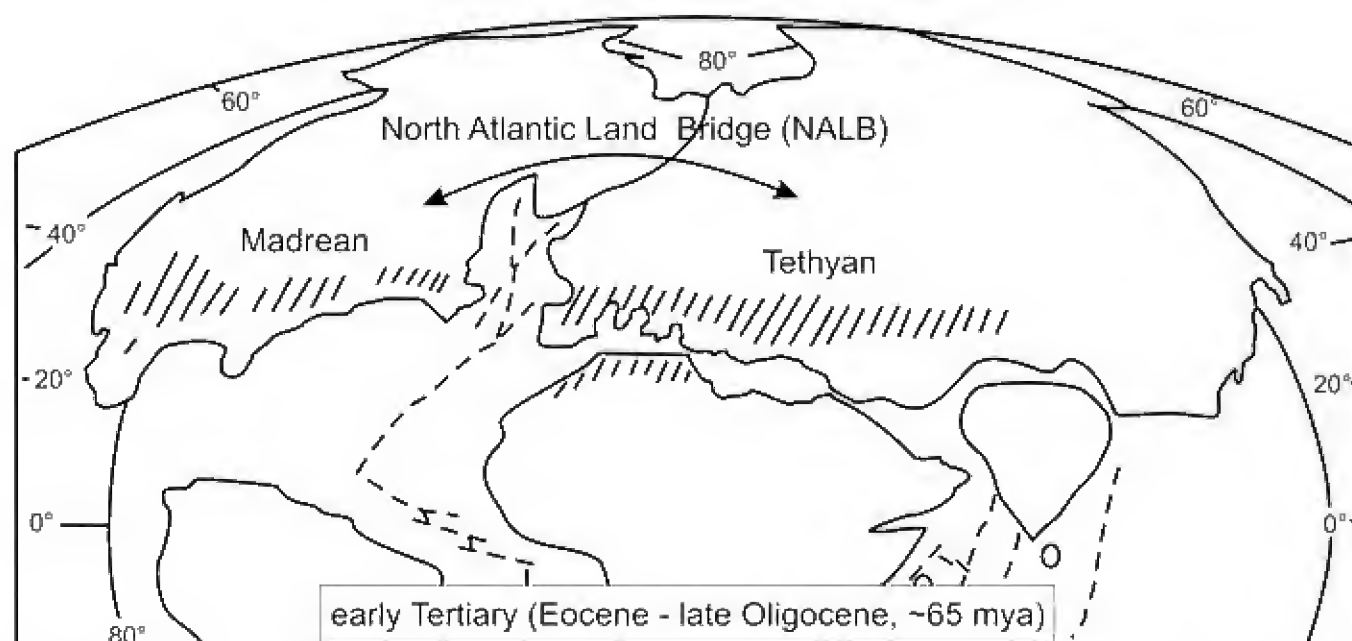 80°
60°
60°
North Atlantic Land Bridge (NALB)
40°
Madrean
40°
Tethyan
20°
20°
0°
0°
early Tertiary (Eocene - late Oligocene, ~65 mya)
80°